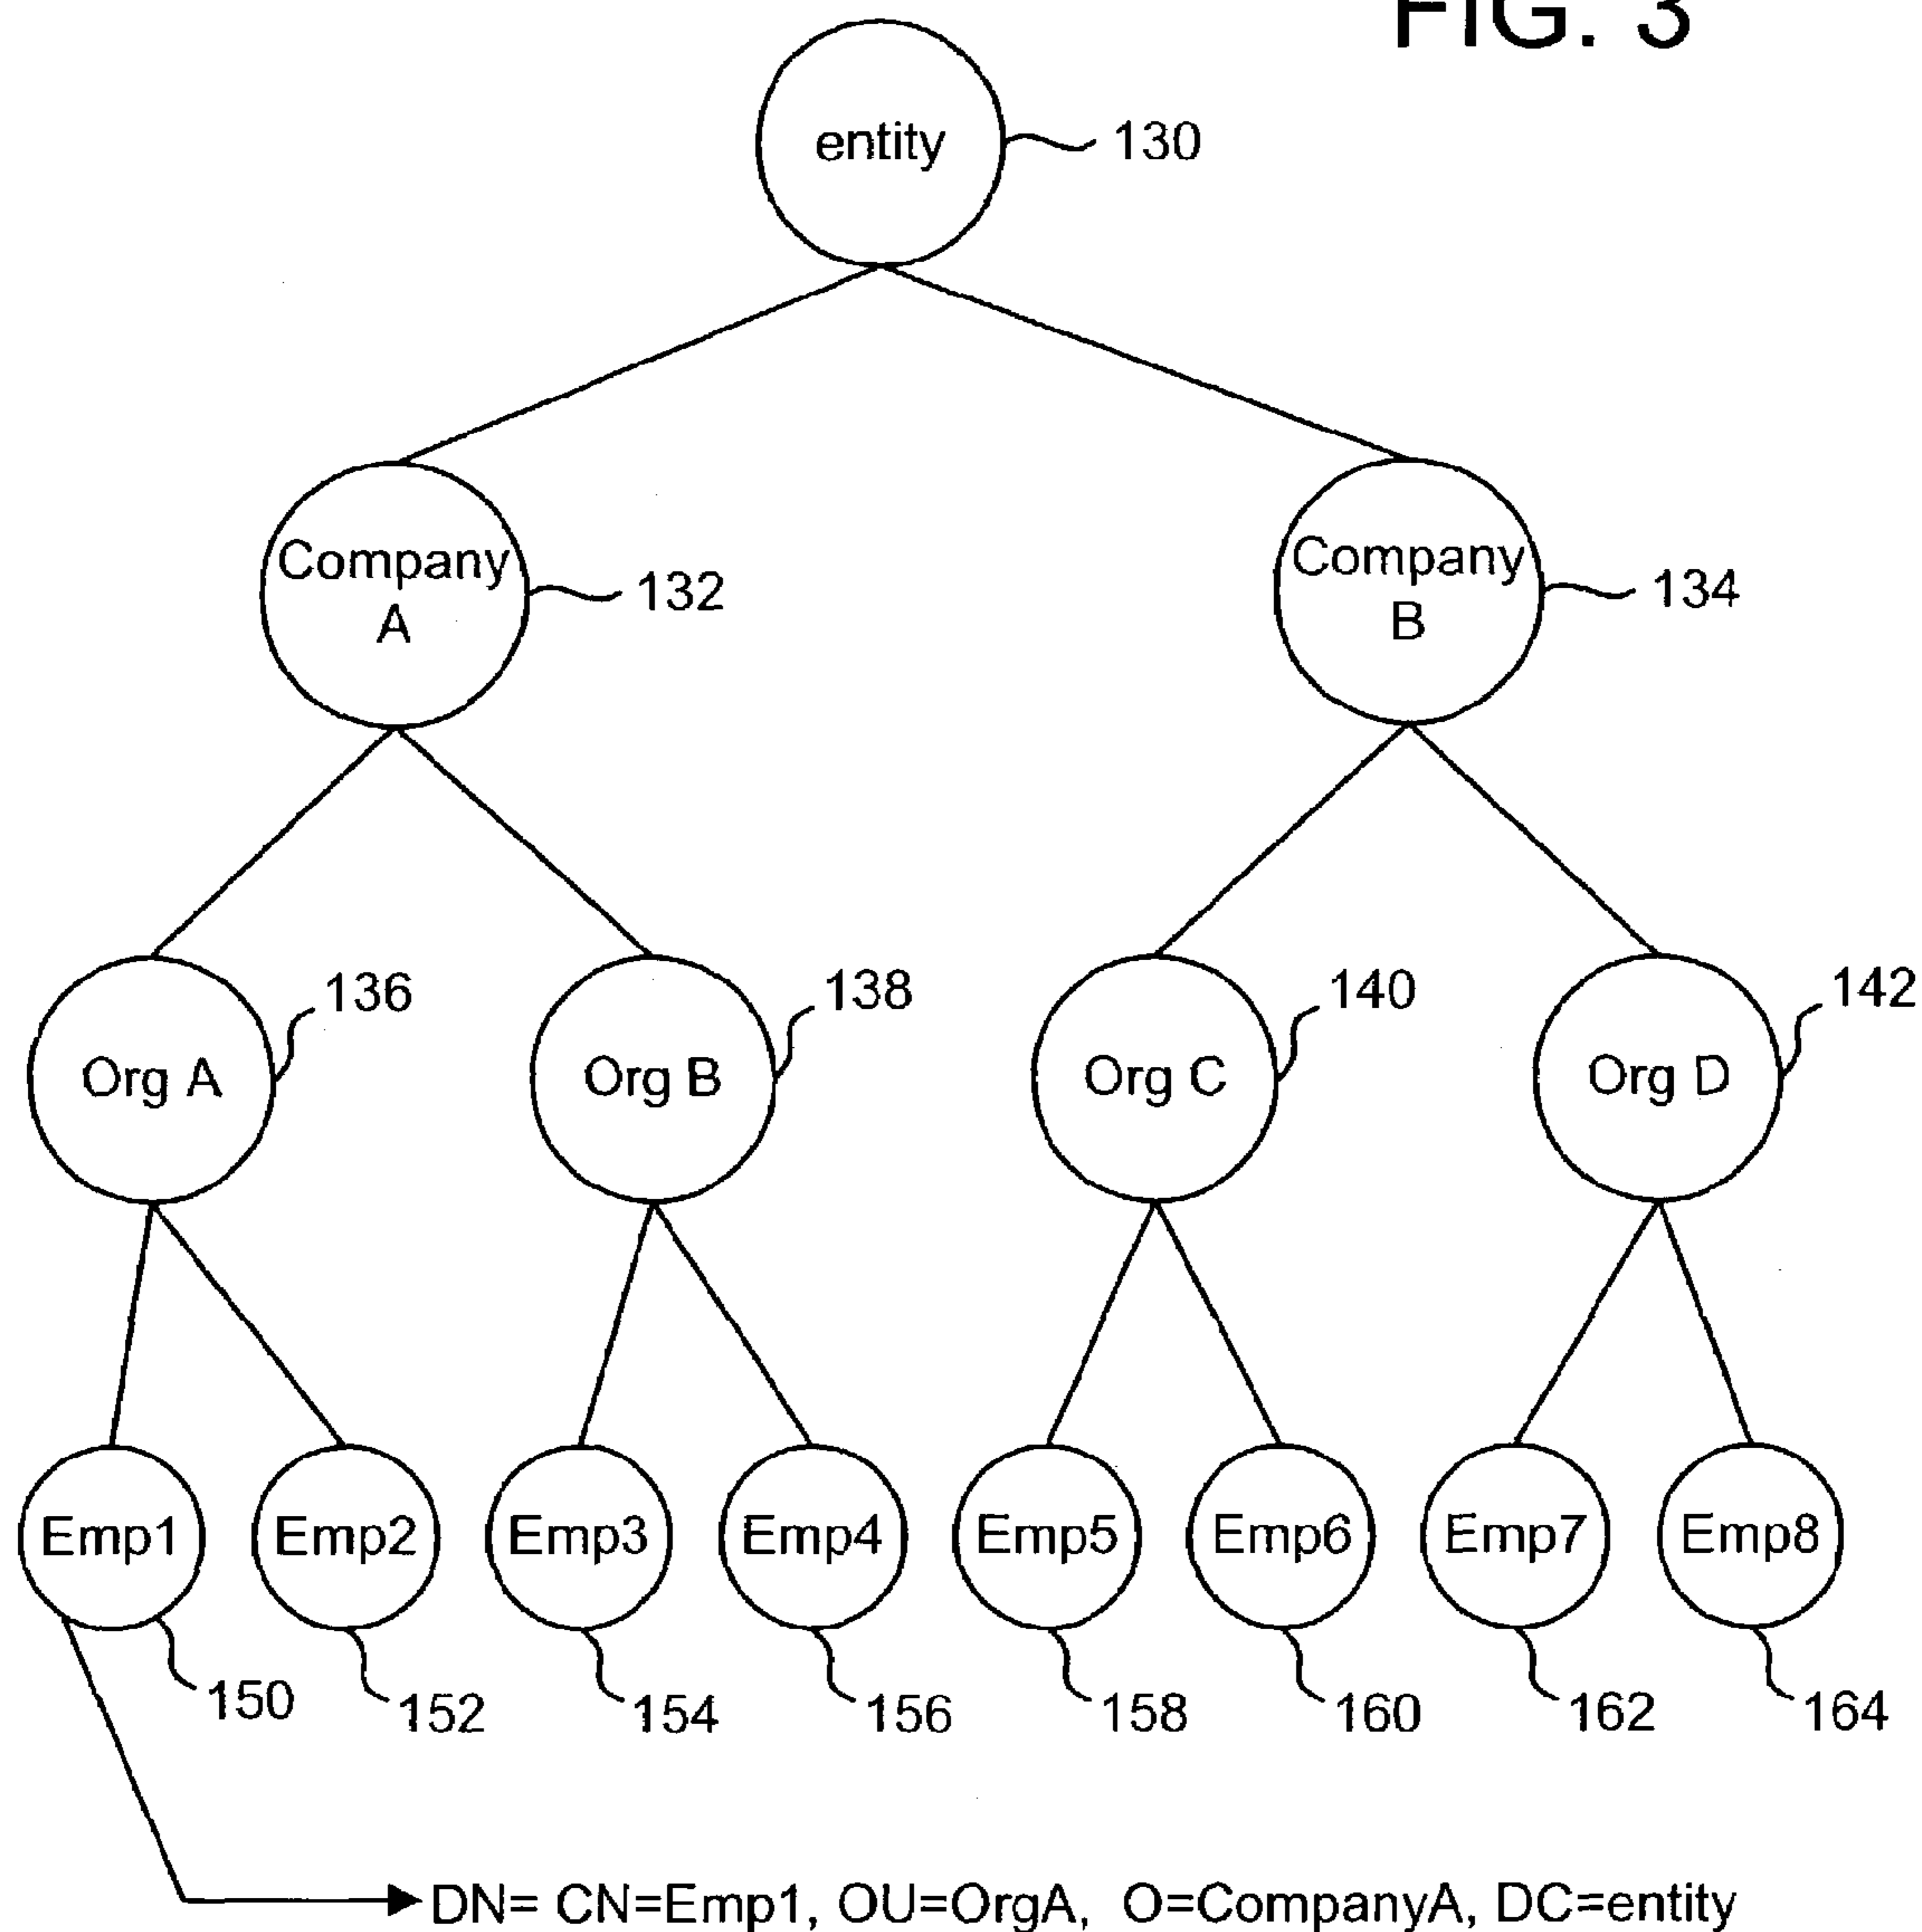 FIG. 3
entity
130
Company
A
132
Company
B
134
136
138
140
142
Org A
Org B
Org C
Org D
Emp1
Emp2
Emp3
Emp4
Emp5
Emp6
Emp7
Emp8
150
152
154
156
158
160
162
164
DN= CN=Emp1, OU=OrgA, O=CompanyA, DC=entity